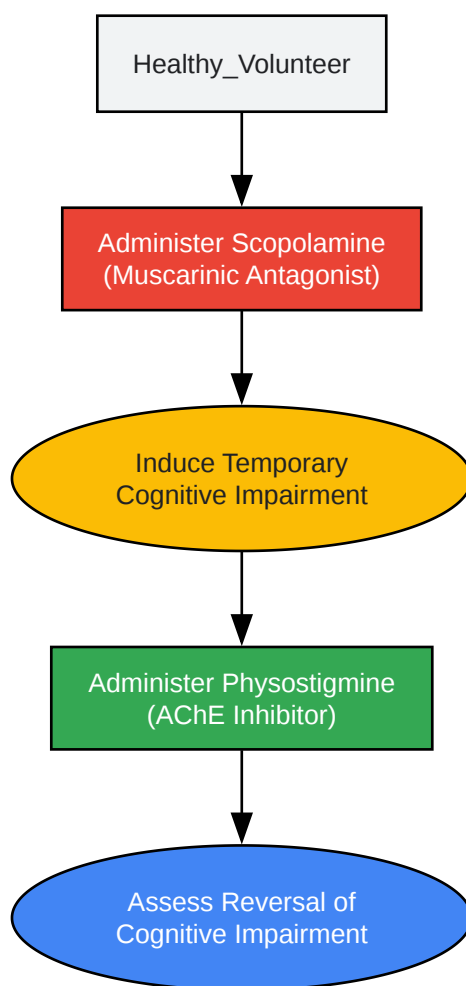 Healthy_Volunteer
Administer Scopolamine
(Muscarinic Antagonist)
Induce Temporary
Cognitive Impairment
Administer Physostigmine
(AChE Inhibitor)
Assess Reversal of
Cognitive Impairment